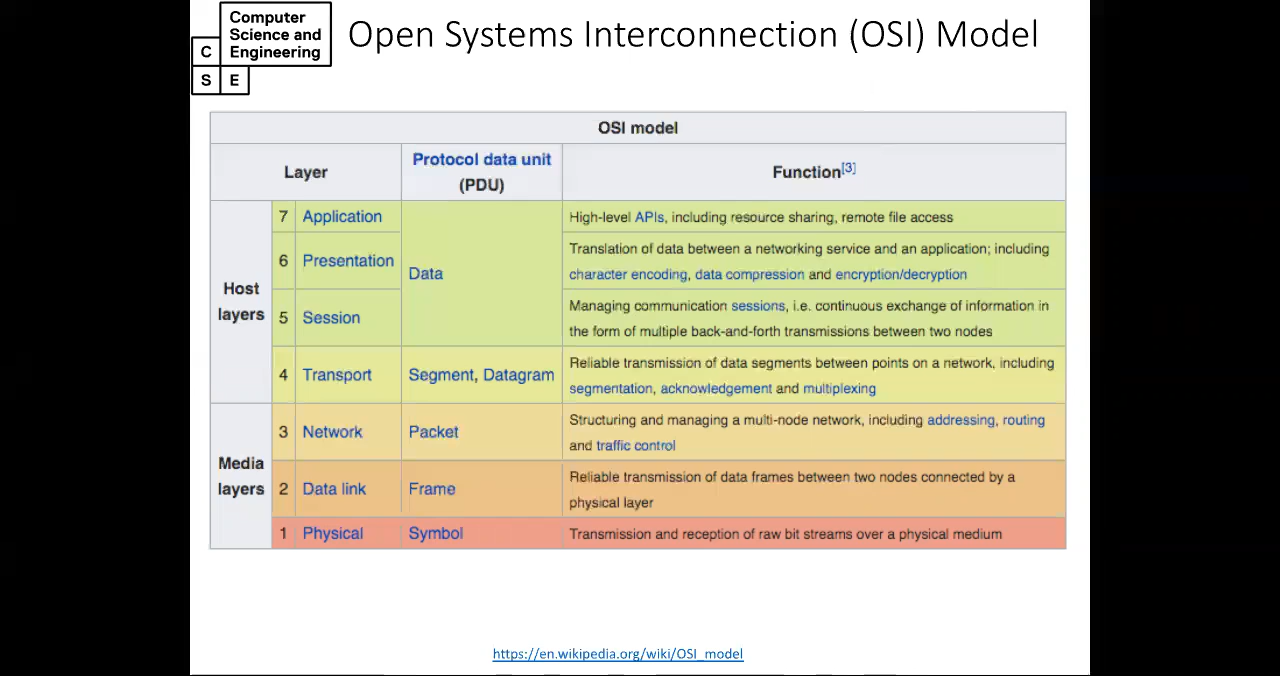 Computer
Science and
Engineering
C
S E
Open Systems Interconnection (OSI) Model
OSI model
Layer
Protocol data unit
(PDU)
Function[3]
Host
layers
7 Application
Data
High-level APIs, including resource sharing, remote file access
6 Presentation
Translation of data between a networking service and an application; including
character encoding, data compression and encryption/decryption
5 Session
Managing communication sessions, i.e. continuous exchange of information in
the form of multiple back-and-forth transmissions between two nodes
4 Transport
Segment, Datagram
Reliable transmission of data segments between points on a network, including
segmentation, acknowledgement and multiplexing
Media
layers
3 Network
Packet
Structuring and managing a multi-node network, including addressing, routing
and traffic control
2 Data link
Frame
Reliable transmission of data frames between two nodes connected by a
physical layer
1 Physical
Symbol
Transmission and reception of raw bit streams over a physical medium
https://en.wikipedia.org/wiki/OSI_model